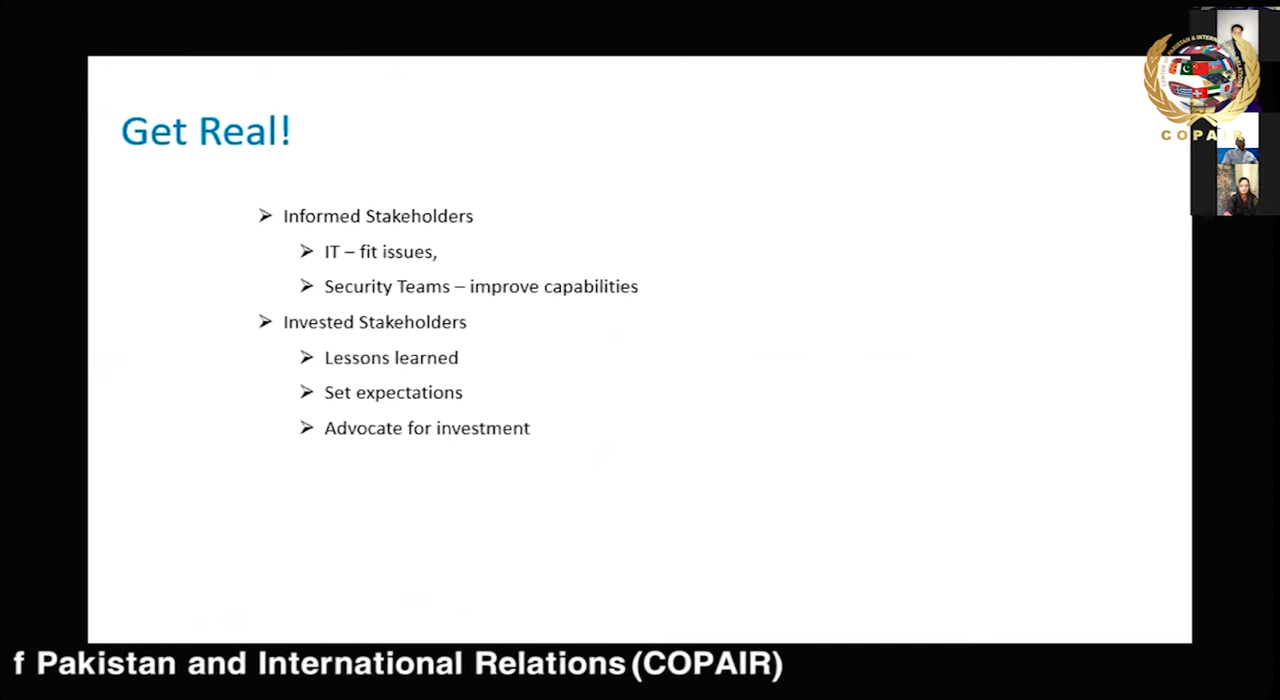 Get Real!
➢ Informed Stakeholders
➢ IT – fit issues,
➢ Security Teams – improve capabilities
➢ Invested Stakeholders
➢ Lessons learned
➢ Set expectations
➢ Advocate for investment
COPAIR
f Pakistan and International Relations (COPAIR)